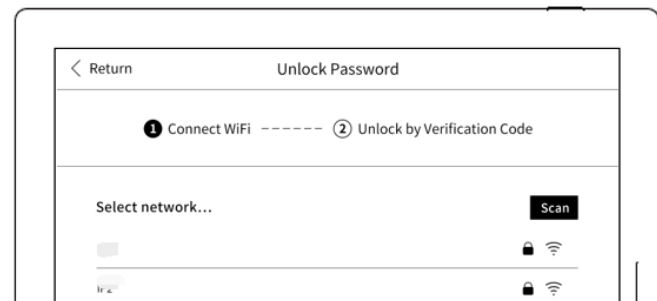 Return
Unlock Password
1 Connect WiFi ------ 2 Unlock by Verification Code
Select network...
Scan